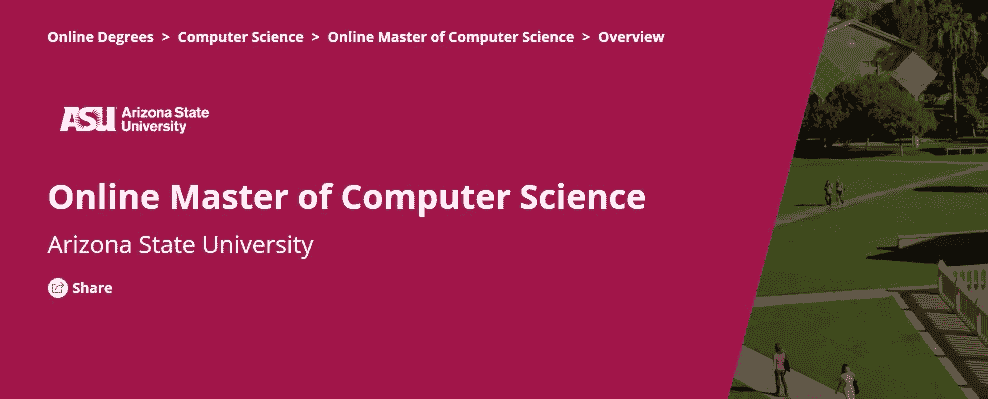 Online Degrees > Computer Science > Online Master of Computer Science > Overview
ASU Arizona State
University
Online Master of Computer Science
Arizona State University
Share